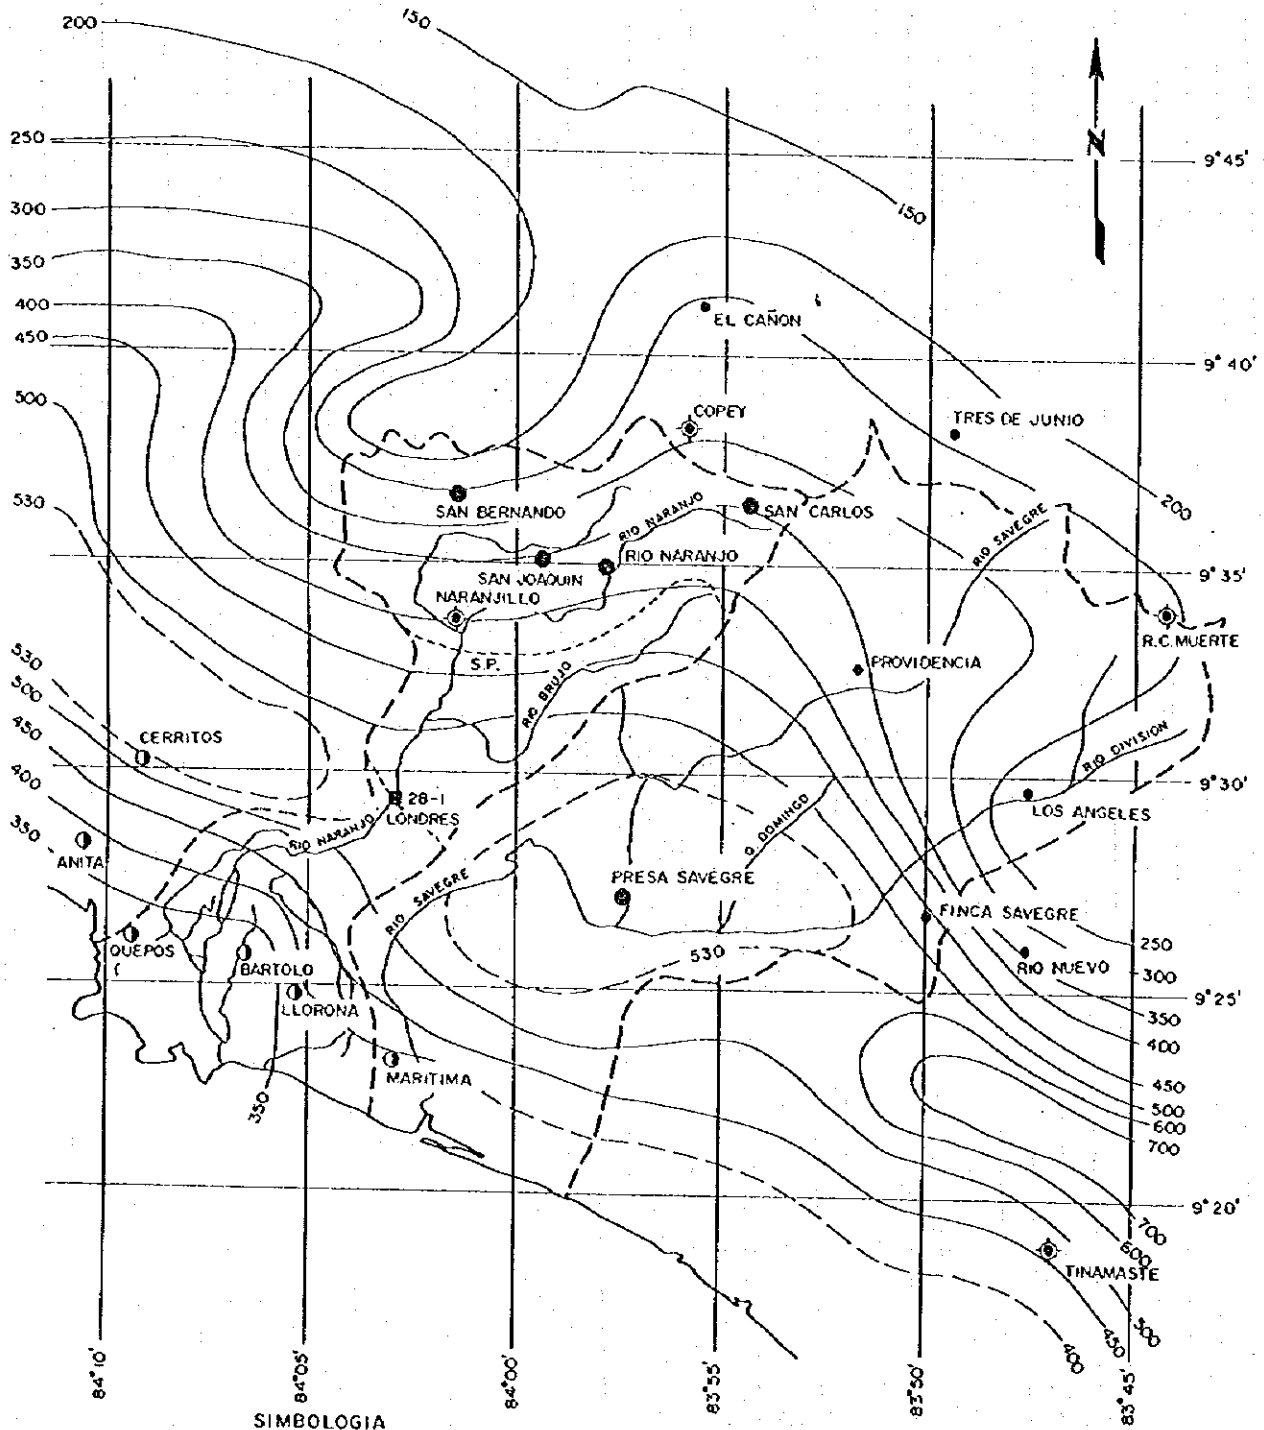 200
150
250
9°45'
300
150
350
400
EL CAÑON
450
9°40'
500
COPEY
TRES DE JUNIO
530
SAN BERNANDO
RIO NARANJO
SAN CARLOS
200
RIO SAVEGRE
SAN JOAQUIN
RIO NARANJO
9°35'
NARANJILLO
R.C.MUERTE
530
S.P.
PROVIDENCIA
500
RIO BRUJO
450
CERRITOS
RIO DIVISION
400
9°30'
28-1
LONDRES
Q. DOMINGO
LOS ANGELES
350
RIO NARANJO
ANITA
RIO SAVEGRE
PRESA SAVEGRE
FINCA SAVEGRE
QUEPOS
BARTOLO
530
RIO NUEVO
250
300
LLORONA
9°25'
350
400
MARITIMA
450
350
500
600
700
9°20'
700
600
TINAMASTE
500
450
400
84°10'
84°05'
84°00'
83°55'
83°50'
83°45'
SIMBOLOGIA